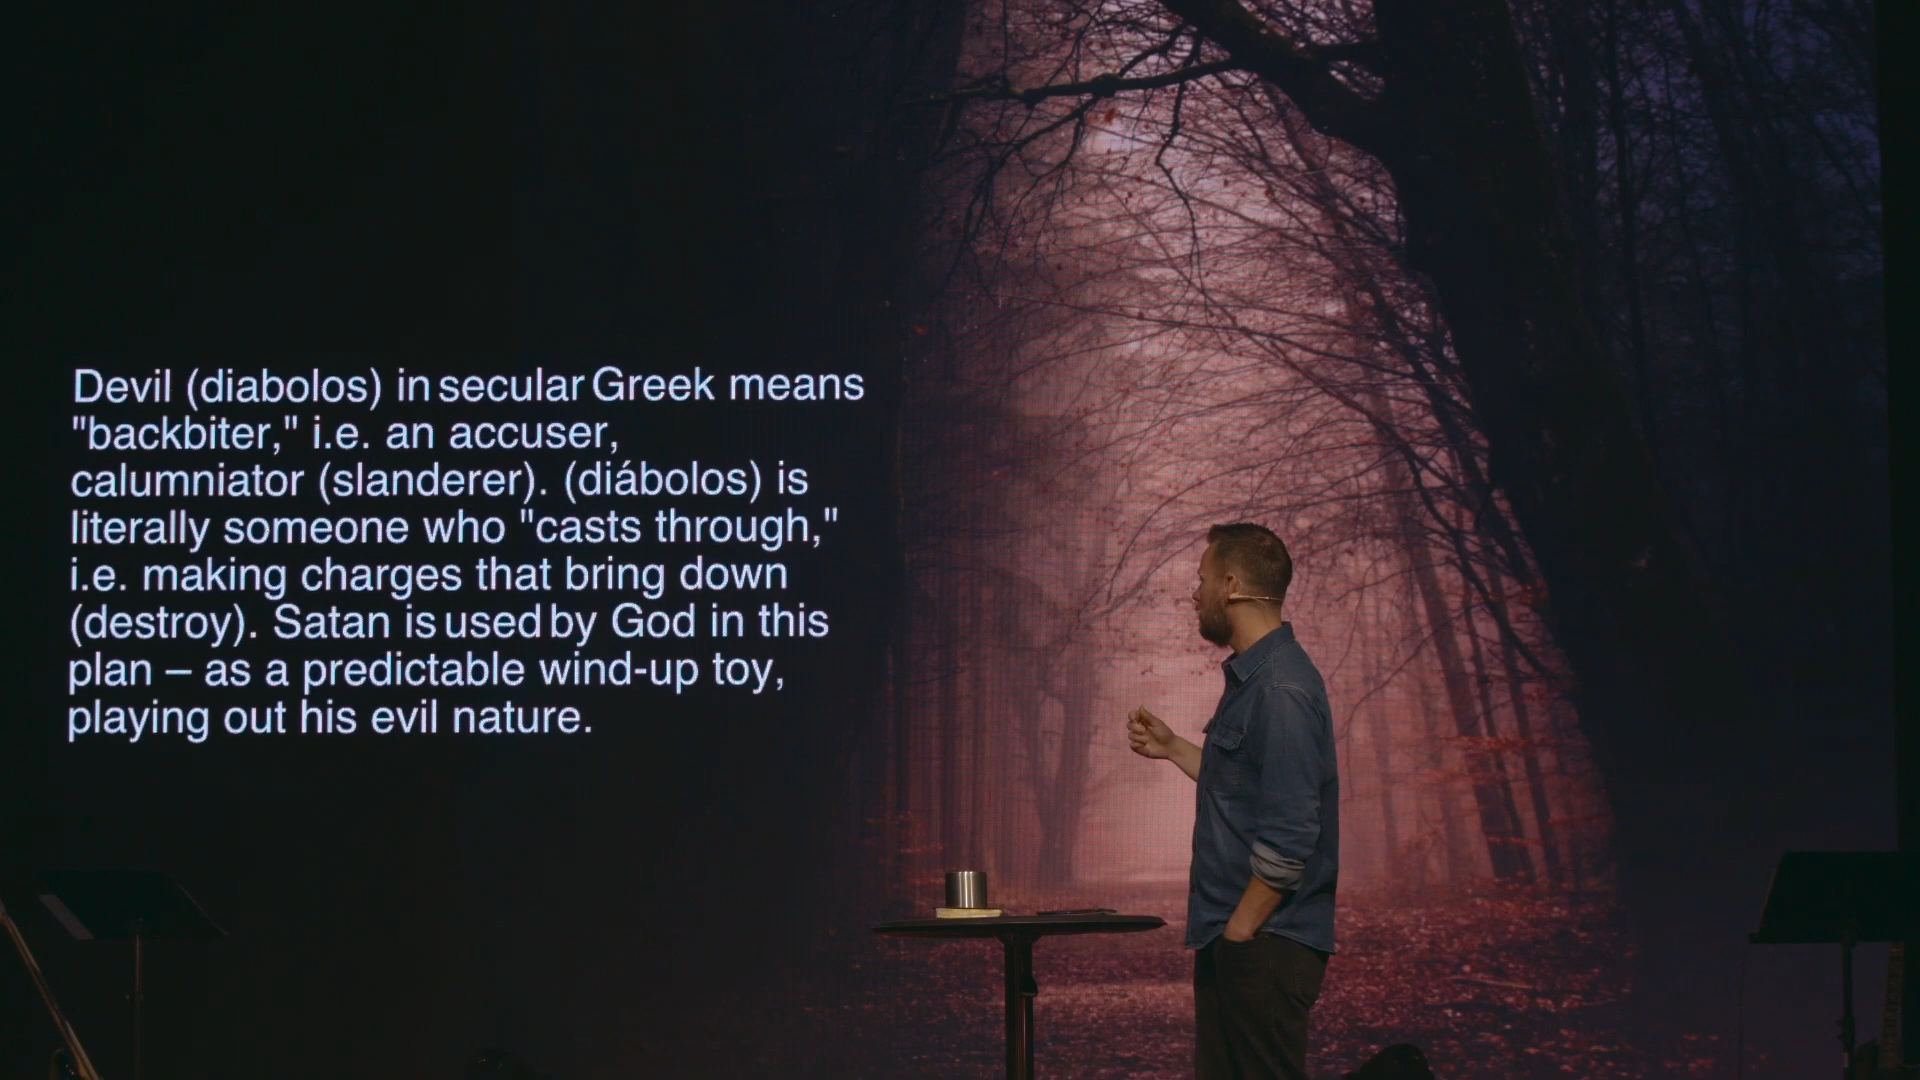 Devil (diabolos) in secular Greek means
"backbiter," i.e. an accuser,
calumniator (slanderer). (diábolos) is
literally someone who "casts through,"
i.e. making charges that bring down
(destroy). Satan is used by God in this
plan – as a predictable wind-up toy,
playing out his evil nature.